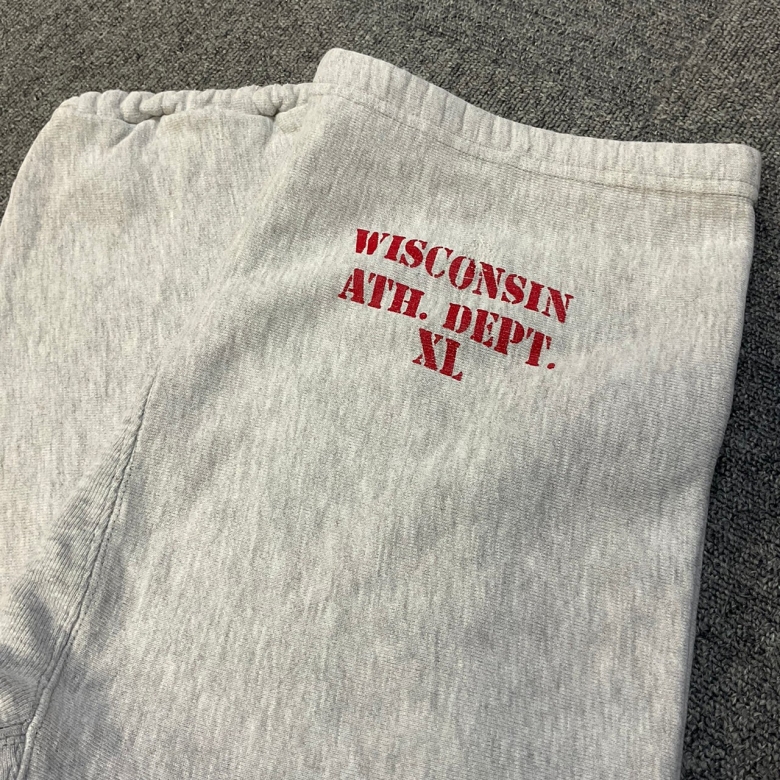 WISCONSIN
ATH. DEPT.
XL